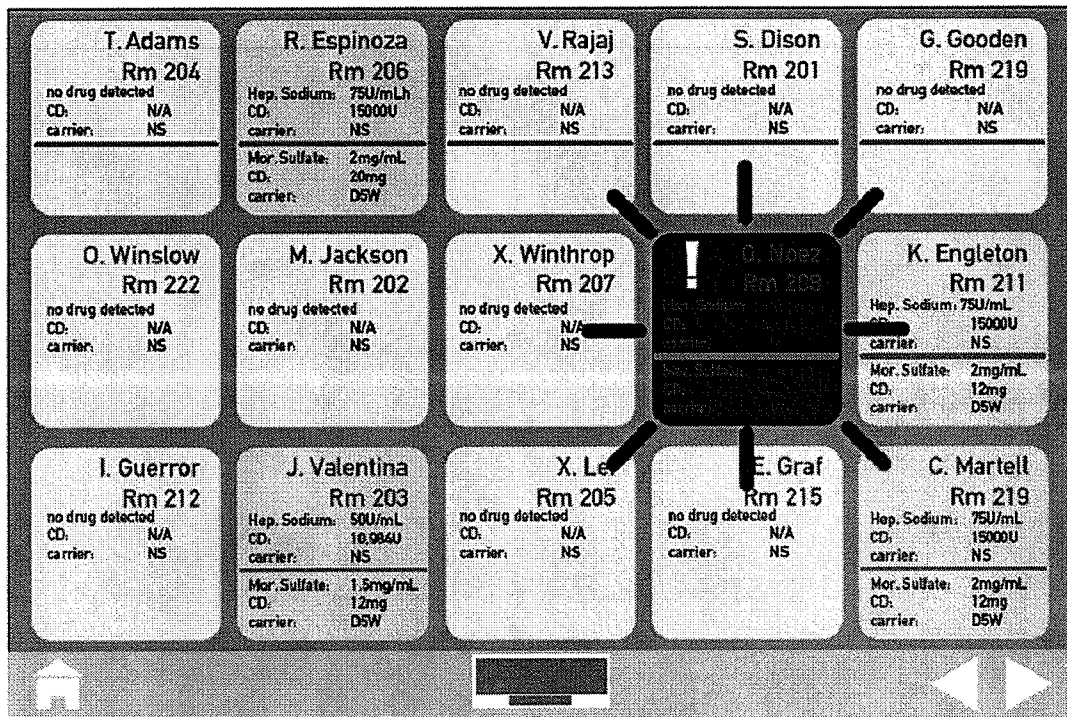 T. Adams
Rm 204
no drug detected
CD: N/A
carrier: NS
R. Espinoza
Rm 206
Hep. Sodium: 75U/mLh
CD: 15000U
carrier: NS
Mor. Sulfate: 2mg/mL
CD: 20mg
carrier: D5W
V. Rajaj
Rm 213
no drug detected
CD: N/A
carrier: NS
S. Dison
Rm 201
no drug detected
CD: N/A
carrier: NS
G. Gooden
Rm 219
no drug detected
CD: N/A
carrier: NS
O. Winslow
Rm 222
no drug detected
CD: N/A
carrier: NS
M. Jackson
Rm 202
no drug detected
CD: N/A
carrier: NS
X. Winthrop
Rm 207
no drug detected
CD: N/A
carrier: NS
!
Noez
Rm
K. Engleton
Rm 211
Hep. Sodium: 75U/mL
CD: 15000U
carrier: NS
Mor. Sulfate: 2mg/mL
CD: 12mg
carrier: D5W
I. Guerror
Rm 212
no drug detected
CD: N/A
carrier: NS
J. Valentina
Rm 203
Hep. Sodium: 50U/mL
CD: 10,984U
carrier: NS
Mor. Sulfate: 1.5mg/mL
CD: 12mg
carrier: D5W
X. Le
Rm 205
no drug detected
CD: N/A
carrier: NS
E. Graf
Rm 215
no drug detected
CD: N/A
carrier: NS
C. Martell
Rm 219
Hep. Sodium: 75U/mL
CD: 15000U
carrier: NS
Mor. Sulfate: 2mg/mL
CD: 12mg
carrier: D5W